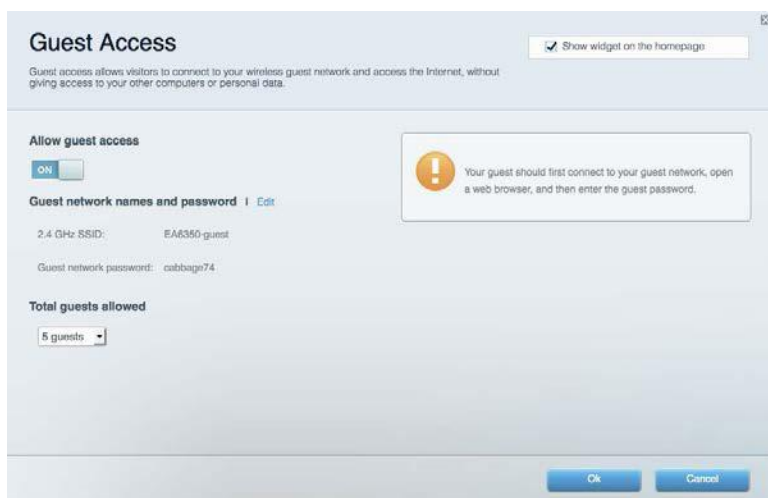 Guest Access
Show widget on the homepage
Guest access allows visitors to connect to your wireless guest network and access the Internet, without
giving access to your other computers or personal data.
Allow guest access
ON
Your guest should first connect to your guest network, open
a web browser, and then enter the guest password.
Guest network names and password | Edit
2.4 GHz SSID: EA6350-guest
Guest network password: cabbage74
Total guests allowed
5 guests
Ok Cancel